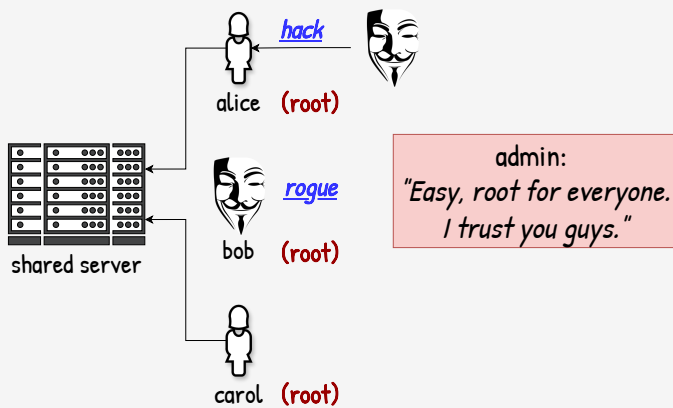 hack
alice (root)
rogue
admin:
"Easy, root for everyone.
I trust you guys."
bob (root)
shared server
carol (root)